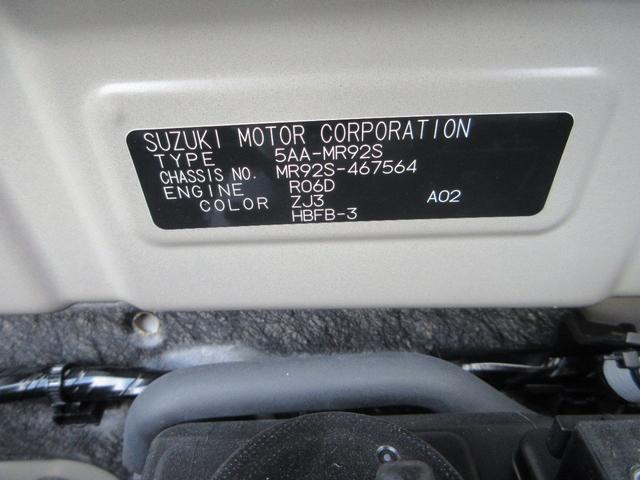 SUZUKI MOTOR CORPORATION
TYPE 5AA-MR92S
CHASSIS NO. MR92S-467564
ENGINE R06D
COLOR ZJ3 A02
HBFB-3